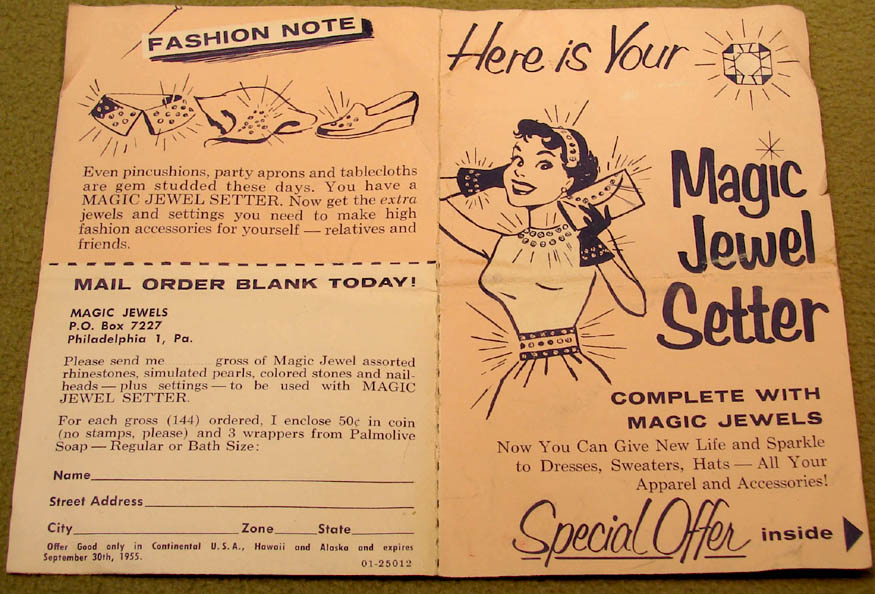 FASHION NOTE
Even pincushions, party aprons and tablecloths
are gem studded these days. You have a
MAGIC JEWEL SETTER. Now get the extra
jewels and settings you need to make high
fashion accessories for yourself — relatives and
friends.
MAIL ORDER BLANK TODAY!
MAGIC JEWELS
P.O. Box 7227
Philadelphia 1, Pa.
Please send me ______ gross of Magic Jewel assorted
rhinestones, simulated pearls, colored stones and nail-
heads — plus settings — to be used with MAGIC
JEWEL SETTER.
For each gross (144) ordered, I enclose 50¢ in coin
(no stamps, please) and 3 wrappers from Palmolive
Soap — Regular or Bath Size:
Name
Street Address
City Zone State
Offer Good only in Continental U.S.A., Hawaii and Alaska and expires
September 30th, 1955.
01-25012
Here is Your
Magic
Jewel
Setter
COMPLETE WITH
MAGIC JEWELS
Now You Can Give New Life and Sparkle
to Dresses, Sweaters, Hats — All Your
Apparel and Accessories!
Special Offer inside